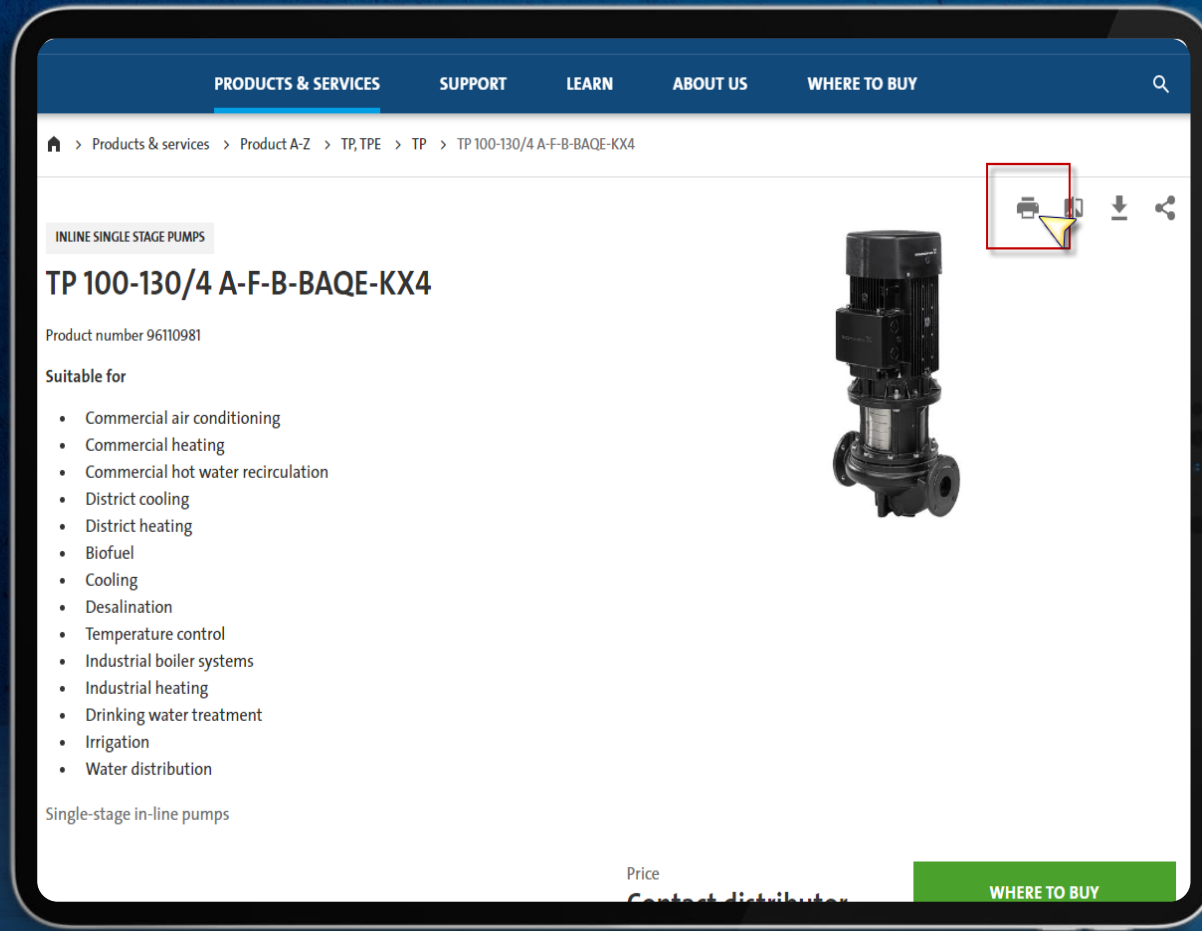 PRODUCTS & SERVICES SUPPORT LEARN ABOUT US WHERE TO BUY
> Products & services > Product A-Z > TP, TPE > TP > TP 100-130/4 A-F-B-BAQE-KX4
INLINE SINGLE STAGE PUMPS
TP 100-130/4 A-F-B-BAQE-KX4
Product number 96110981
Suitable for
• Commercial air conditioning
• Commercial heating
• Commercial hot water recirculation
• District cooling
• District heating
• Biofuel
• Cooling
• Desalination
• Temperature control
• Industrial boiler systems
• Industrial heating
• Drinking water treatment
• Irrigation
• Water distribution
Single-stage in-line pumps
Price
Contact distributor
WHERE TO BUY